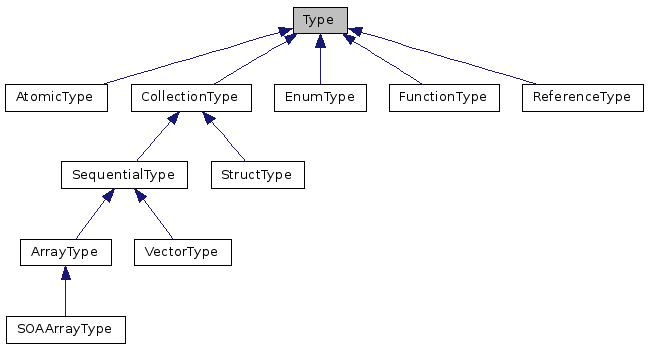 Type
AtomicType
CollectionType
EnumType
FunctionType
ReferenceType
SequentialType
StructType
ArrayType
VectorType
SOAArrayType